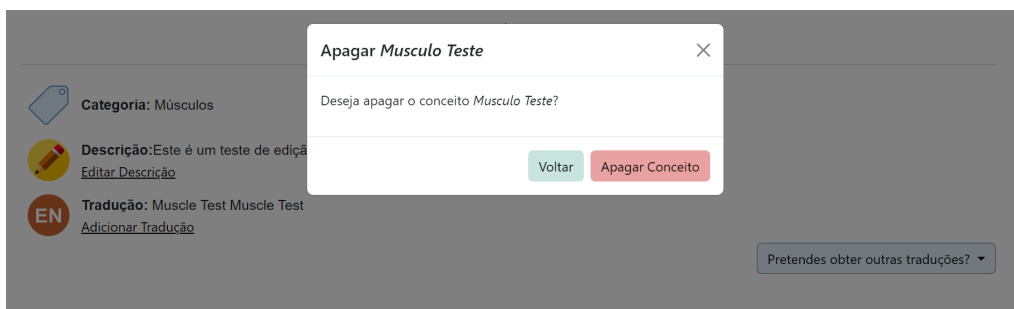 Apagar Musculo Teste
Deseja apagar o conceito Musculo Teste?
Voltar
Apagar Conceito
Categoria: Músculos
Descrição:Este é um teste de ediçã
Editar Descrição
EN
Tradução: Muscle Test Muscle Test
Adicionar Tradução
Pretendes obter outras traduções?